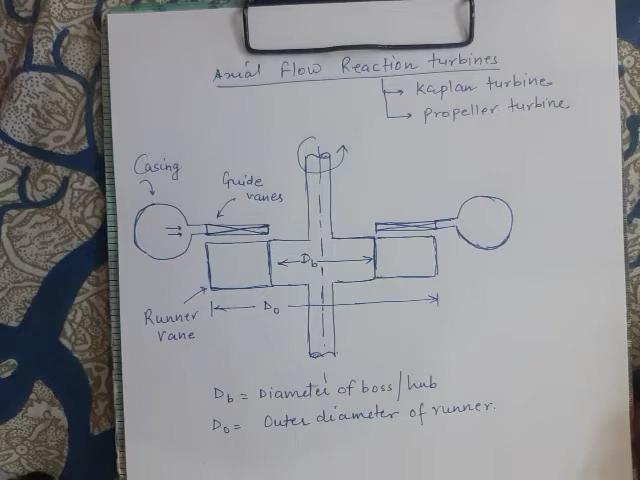 Axial Flow Reaction turbines
→ Kaplan turbine
→ propeller turbine
Casing
Guide
vanes
Db
Do
Runner
vane
Db = Diameter of boss/hub
Do = Outer diameter of runner.